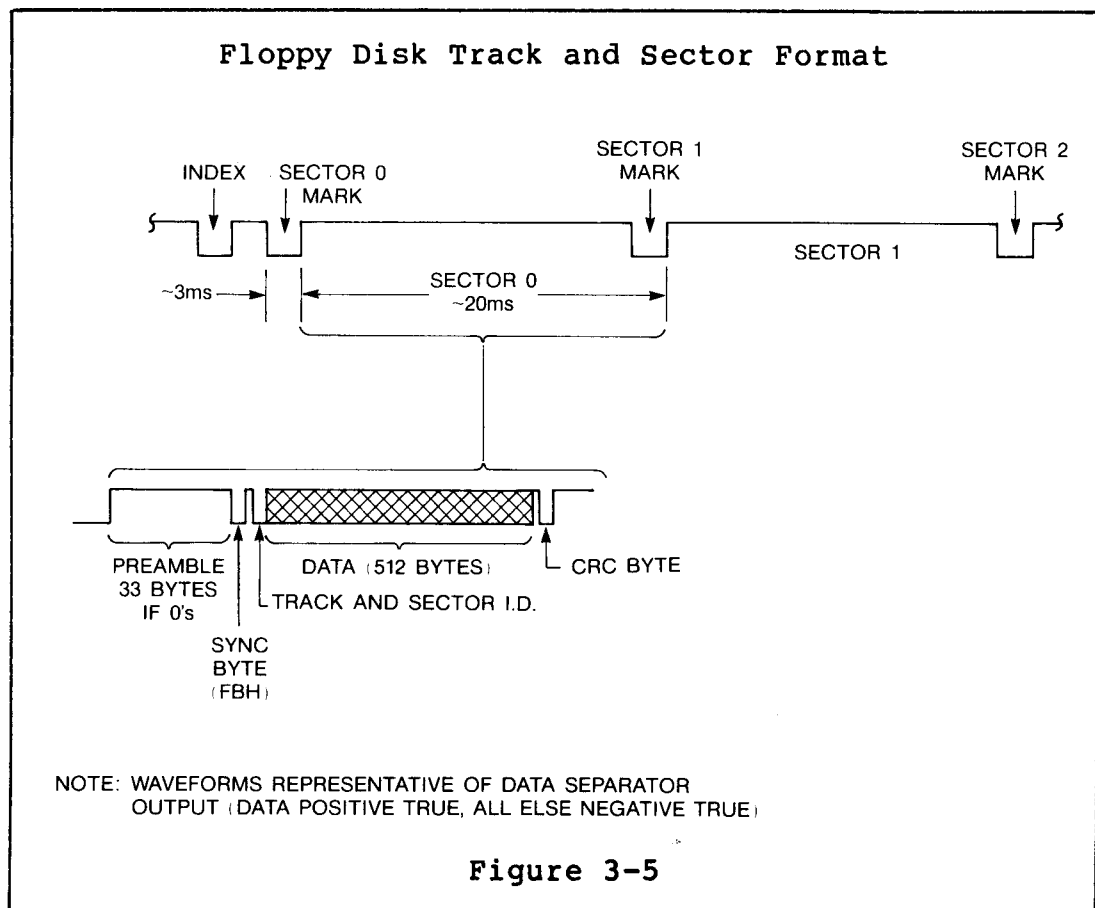 Floppy Disk Track and Sector Format
INDEX
SECTOR 0
MARK
SECTOR 1
MARK
SECTOR 2
MARK
SECTOR 1
~3ms
SECTOR 0
~20ms
PREAMBLE
33 BYTES
IF 0's
DATA (512 BYTES)
CRC BYTE
TRACK AND SECTOR I.D.
SYNC
BYTE
(FBH)
NOTE: WAVEFORMS REPRESENTATIVE OF DATA SEPARATOR
OUTPUT (DATA POSITIVE TRUE, ALL ELSE NEGATIVE TRUE)
Figure 3-5